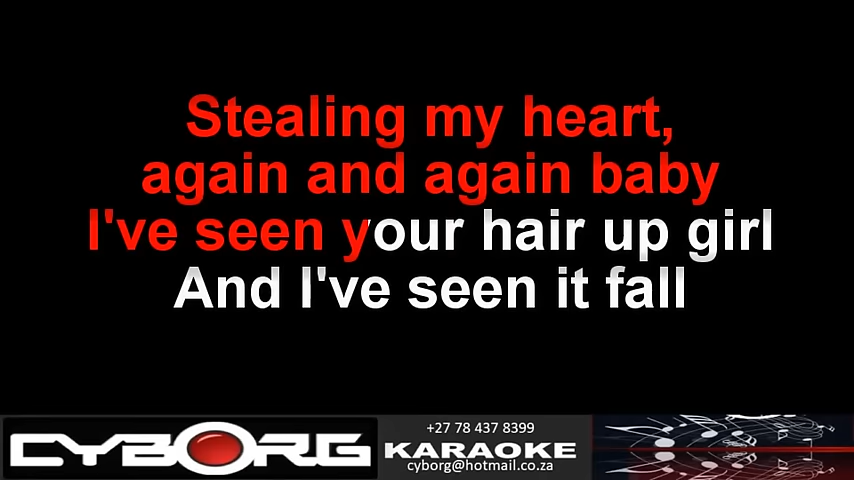 Stealing my heart,
again and again baby
I've seen your hair up girl
And I've seen it fall
CYBORG
+27 78 437 8399
KARAOKE
cyborg@hotmail.co.za